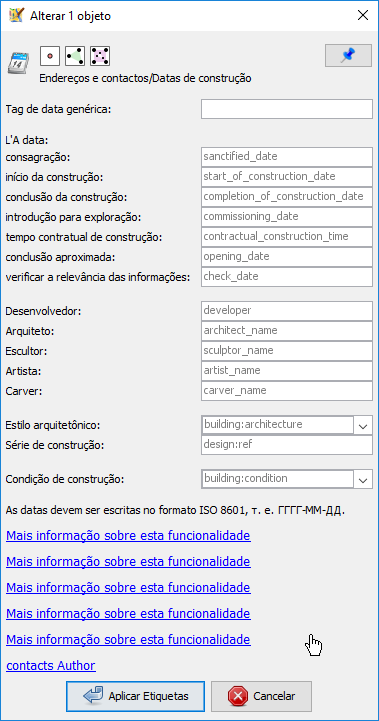 Alterar 1 objeto
14
Endereços e contactos/Datas de construção
Tag de data genérica:
L'A data:
consagração: sanctified_date
início da construção: start_of_construction_date
conclusão da construção: completion_of_construction_date
introdução para exploração: commissioning_date
tempo contratual de construção: contractual_construction_time
conclusão aproximada: opening_date
verificar a relevância das informações: check_date
Desenvolvedor: developer
Arquiteto: architect_name
Escultor: sculptor_name
Artista: artist_name
Carver: carver_name
Estilo arquitetônico: building:architecture
Série de construção: design:ref
Condição de construção: building:condition
As datas devem ser escritas no formato ISO 8601, т. е. ГГГГ-ММ-ДД.
Mais informação sobre esta funcionalidade
Mais informação sobre esta funcionalidade
Mais informação sobre esta funcionalidade
Mais informação sobre esta funcionalidade
Mais informação sobre esta funcionalidade
contacts Author
Aplicar Etiquetas Cancelar